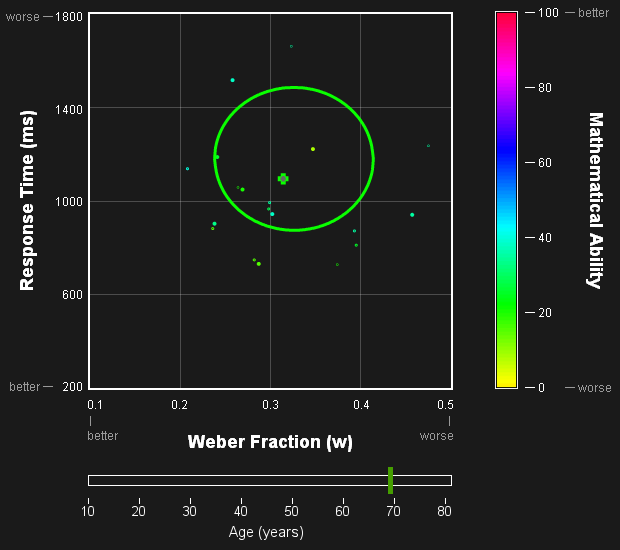 worse
1800
1400
1000
600
better
200
Response Time (ms)
0.1
0.2
0.3
0.4
0.5
better
worse
Weber Fraction (w)
100
better
80
60
40
20
0
worse
Mathematical Ability
10
20
30
40
50
60
70
80
Age (years)